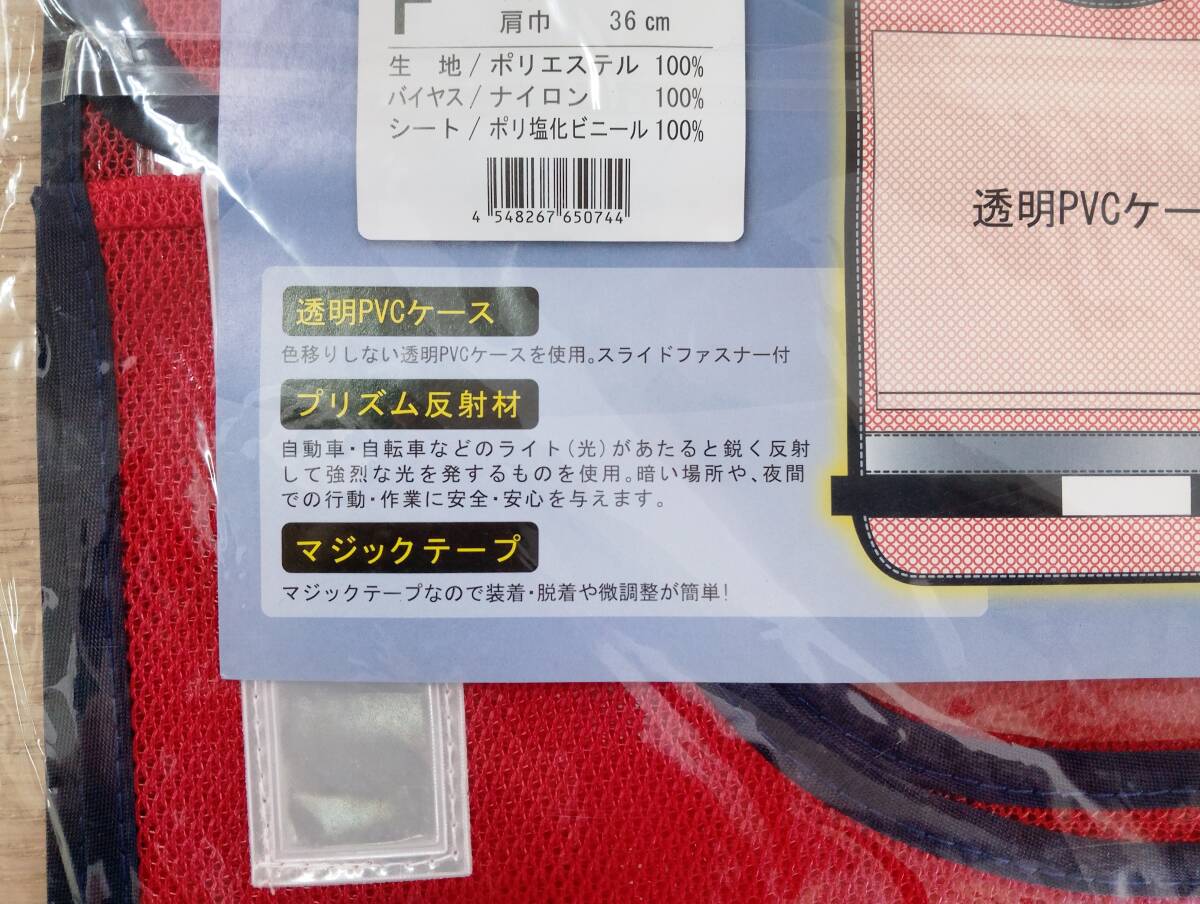 F
肩巾 36 cm
生 地/ポリエステル 100%
バイヤス/ナイロン 100%
シート/ポリ塩化ビニール 100%
4 548267 650744
透明PVCケース
色移りしない透明PVCケースを使用。スライドファスナー付
プリズム反射材
自動車・自転車などのライト(光)があたると鋭く反射
して強烈な光を発するものを使用。暗い場所や、夜間
での行動・作業に安全・安心を与えます。
マジックテープ
マジックテープなので装着・脱着や微調整が簡単!
透明PVCケー